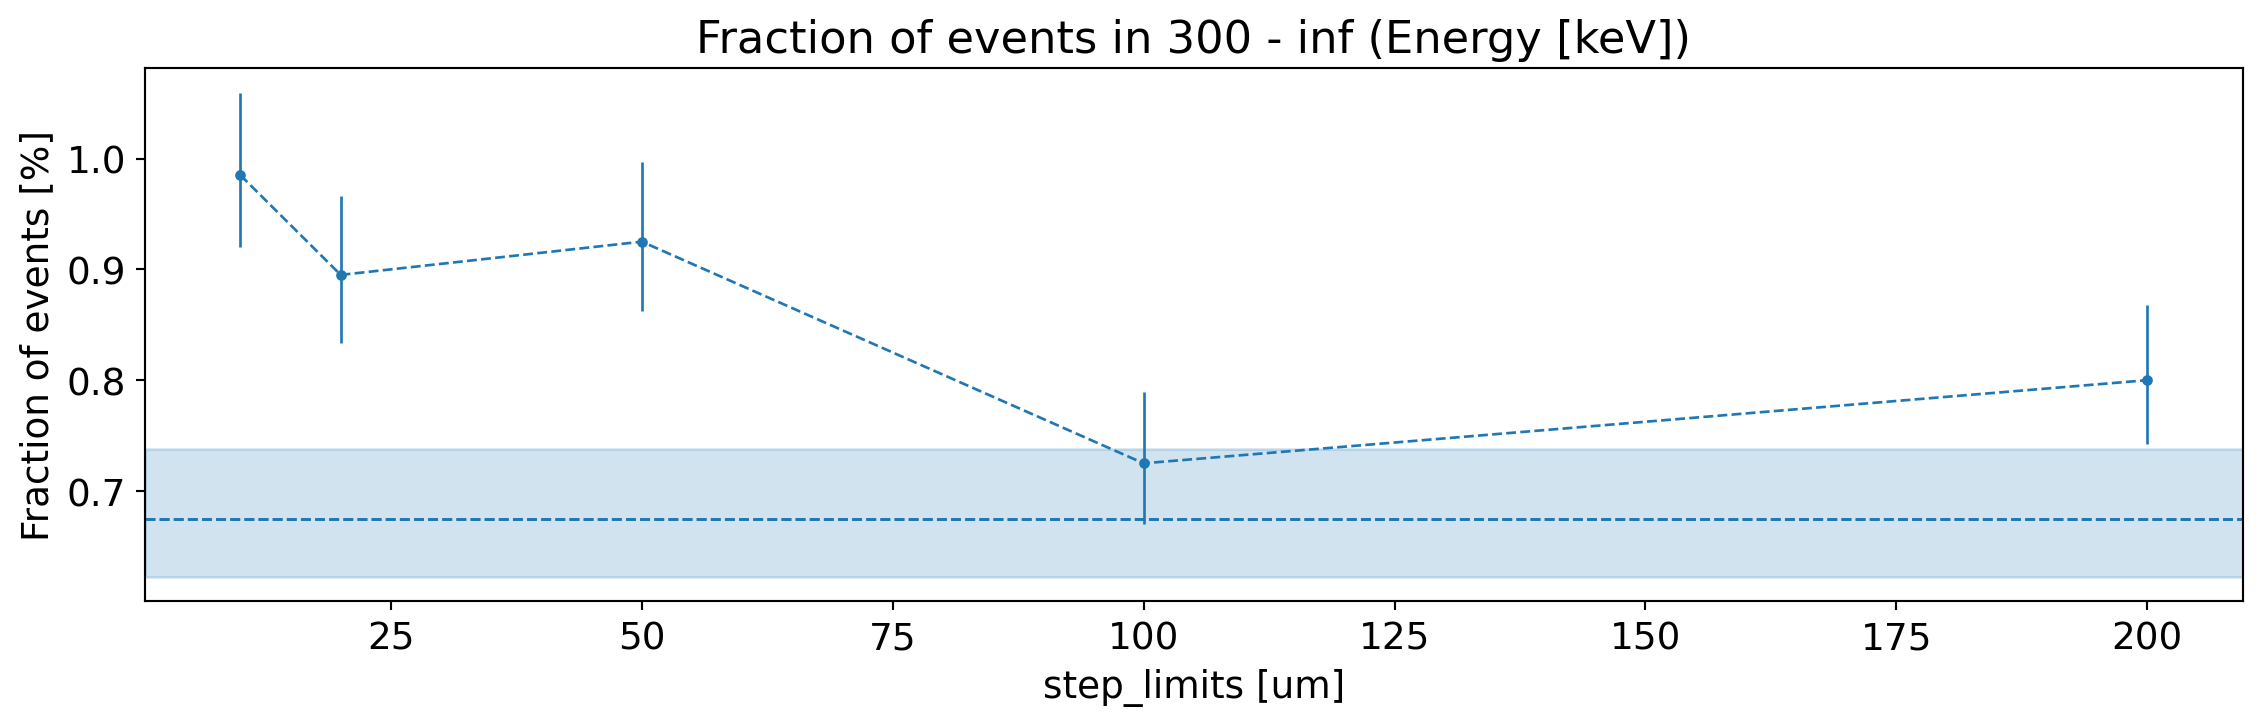 Fraction of events in 300 - inf (Energy [keV])
Fraction of events [%]
1.0
0.9
0.8
0.7
25 50 75 100 125 150 175 200
step_limits [um]